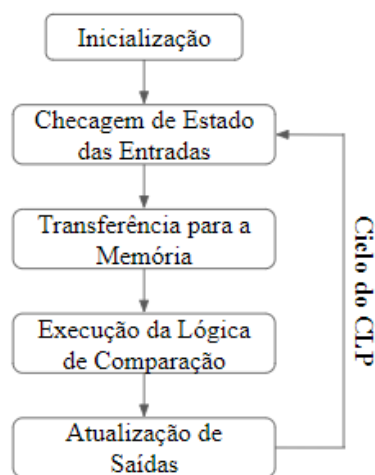 Inicialização
Checagem de Estado
das Entradas
Transferência para a
Memória
Execução da Lógica
de Comparação
Atualização de
Saídas
Ciclo do CLP